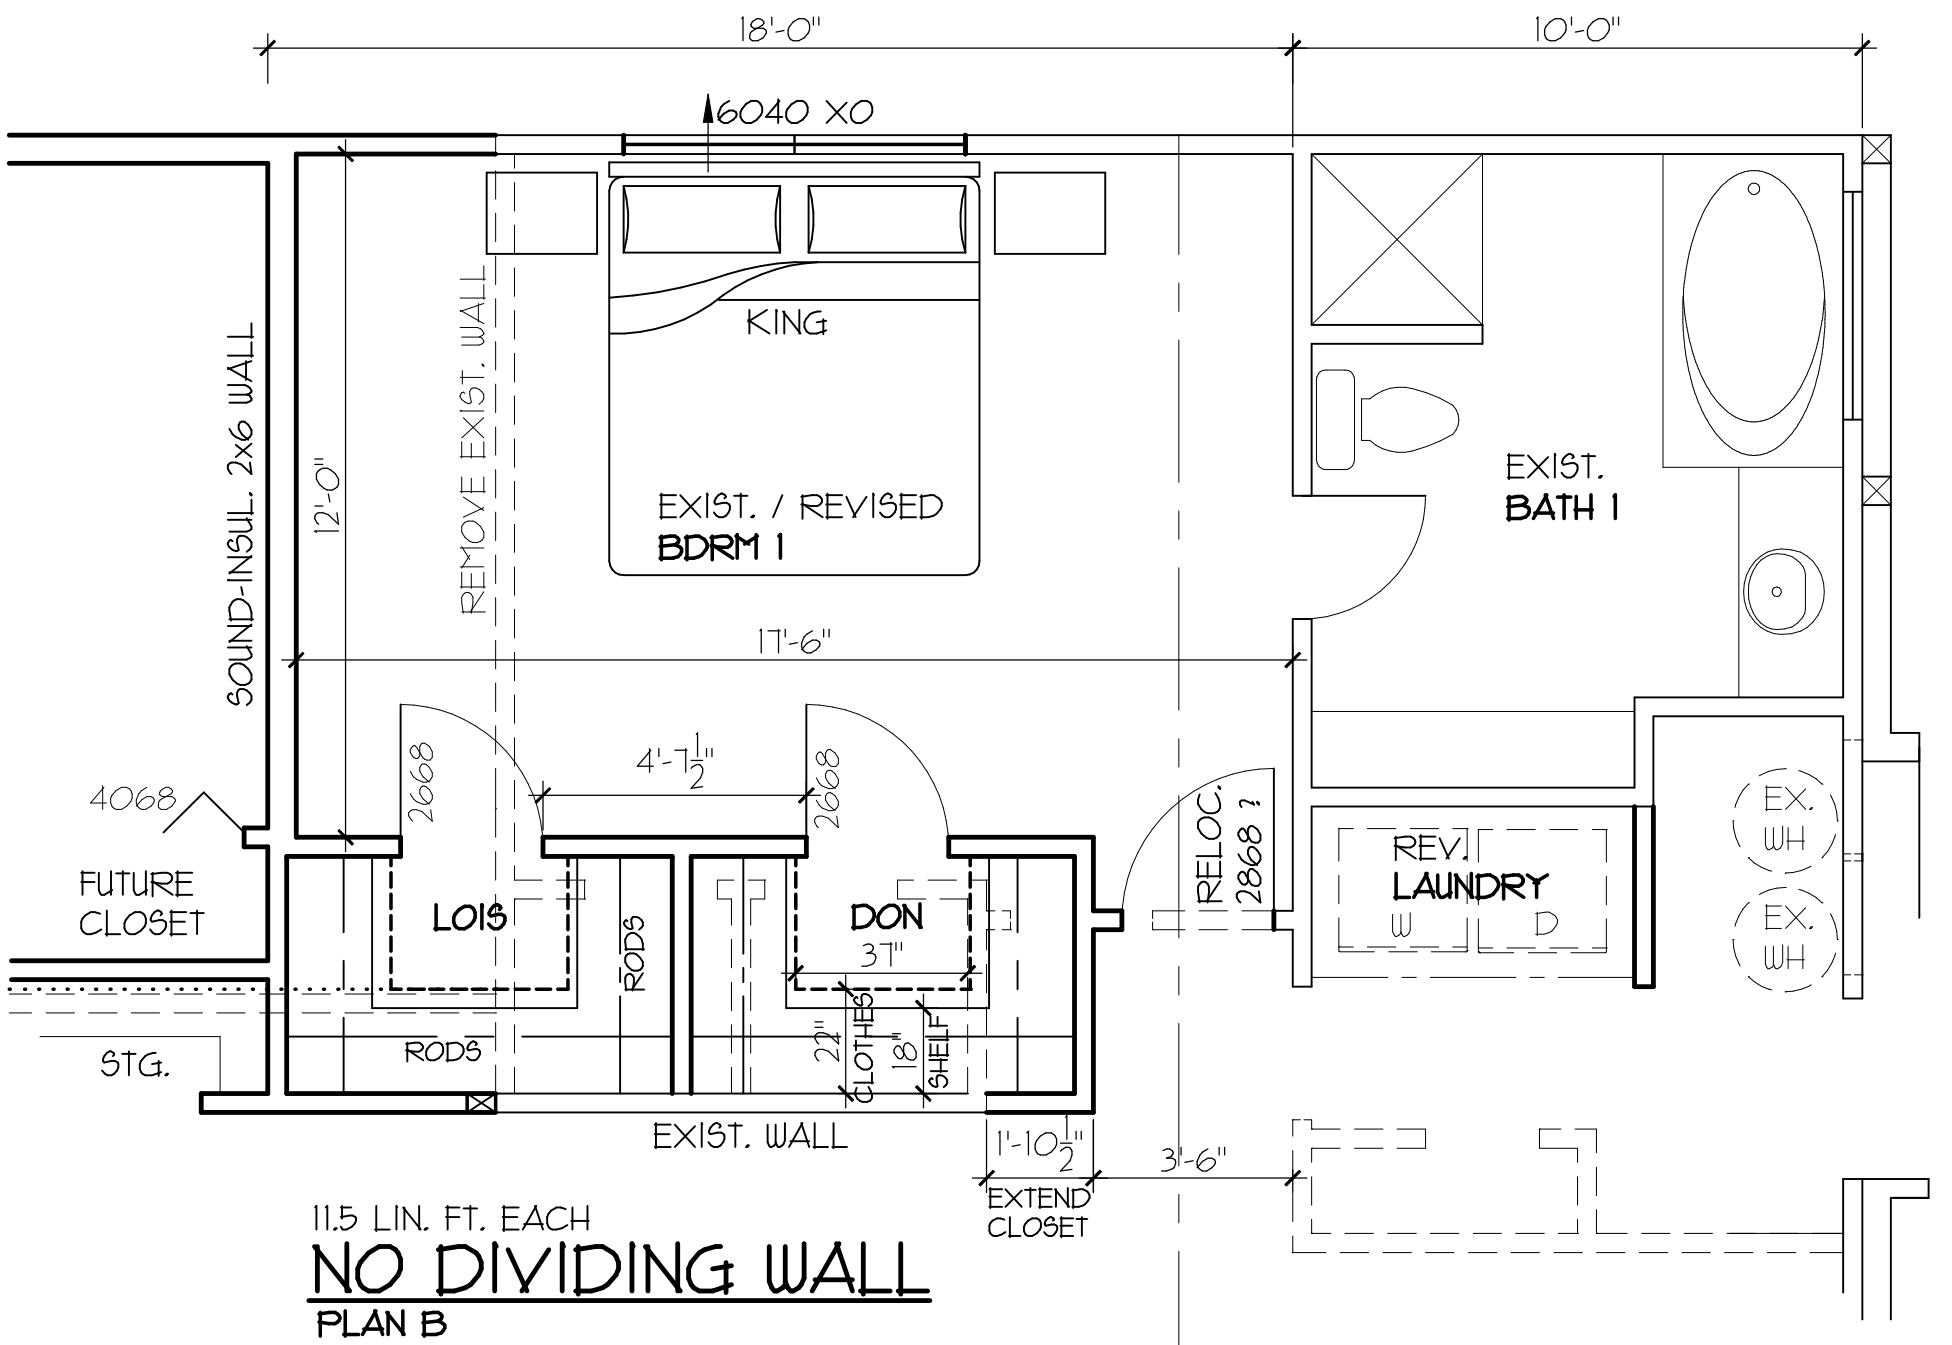 18'-0"
10'-0"
6040 XO
KING
SOUND-INSUL. 2x6 WALL
12'-0"
REMOVE EXIST. WALL
EXIST. / REVISED
BDRM 1
EXIST.
BATH 1
17'-6"
4'-7 1/2"
2668
2668
4068
FUTURE
CLOSET
RELOC.
2868 ?
REV.
LAUNDRY
W
D
EX.
WH
EX.
WH
LOIS
RODS
DON
37"
22"
CLOTHES
18"
SHELF
RODS
STG.
EXIST. WALL
1'-10 1/2"
3'-6"
EXTEND
CLOSET
11.5 LIN. FT. EACH
NO DIVIDING WALL
PLAN B